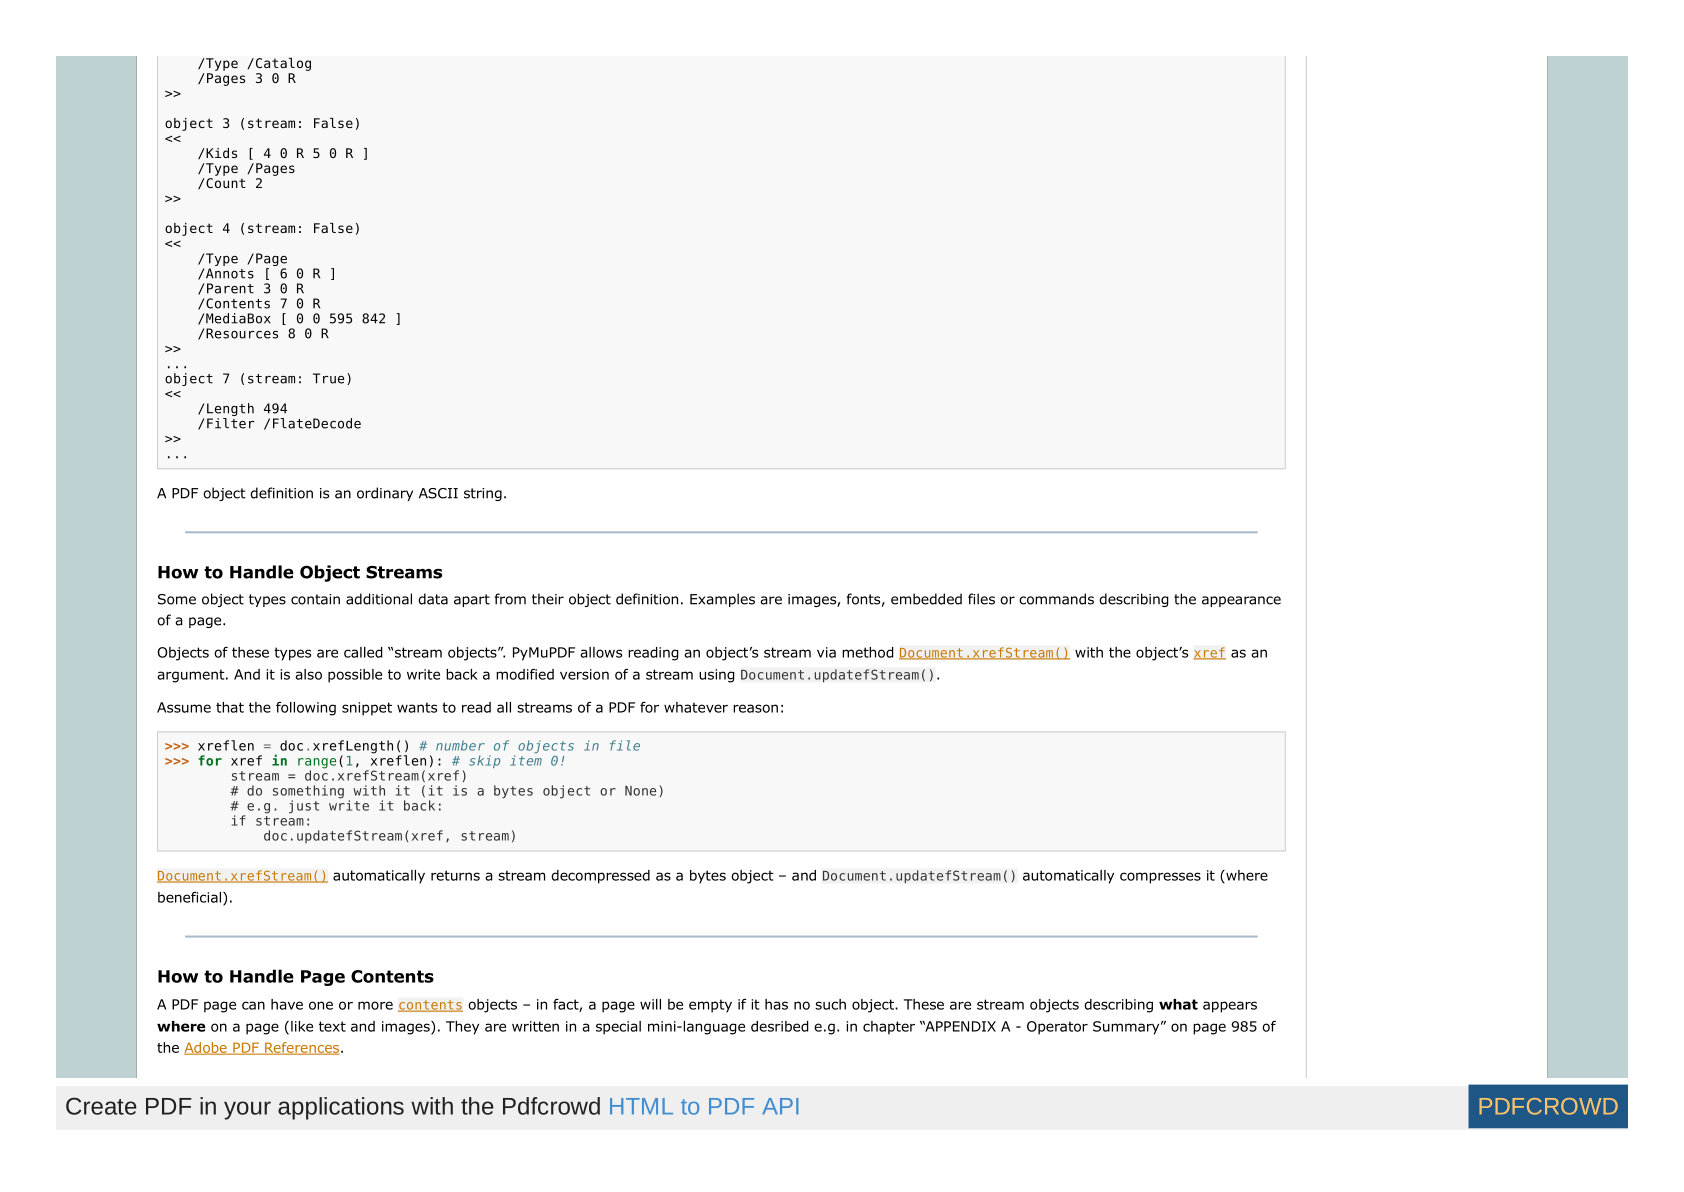 /Type /Catalog
/Pages 3 0 R
>>
object 3 (stream: False)
<<
/Kids [ 4 0 R 5 0 R ]
/Type /Pages
/Count 2
>>
object 4 (stream: False)
<<
/Type /Page
/Annots [ 6 0 R ]
/Parent 3 0 R
/Contents 7 0 R
/MediaBox [ 0 0 595 842 ]
/Resources 8 0 R
>>
...
object 7 (stream: True)
<<
/Length 494
/Filter /FlateDecode
>>
...
A PDF object definition is an ordinary ASCII string.
How to Handle Object Streams
Some object types contain additional data apart from their object definition. Examples are images, fonts, embedded files or commands describing the appearance
of a page.
Objects of these types are called “stream objects”. PyMuPDF allows reading an object’s stream via method Document.xrefStream() with the object’s xref as an
argument. And it is also possible to write back a modified version of a stream using Document.updatefStream().
Assume that the following snippet wants to read all streams of a PDF for whatever reason:
>>> xreflen = doc.xrefLength() # number of objects in file
>>> for xref in range(1, xreflen): # skip item 0!
stream = doc.xrefStream(xref)
# do something with it (it is a bytes object or None)
# e.g. just write it back:
if stream:
doc.updatefStream(xref, stream)
Document.xrefStream() automatically returns a stream decompressed as a bytes object – and Document.updatefStream() automatically compresses it (where
beneficial).
How to Handle Page Contents
A PDF page can have one or more contents objects – in fact, a page will be empty if it has no such object. These are stream objects describing what appears
where on a page (like text and images). They are written in a special mini-language desribed e.g. in chapter “APPENDIX A - Operator Summary” on page 985 of
the Adobe PDF References.
Create PDF in your applications with the Pdfcrowd HTML to PDF API
PDFCROWD